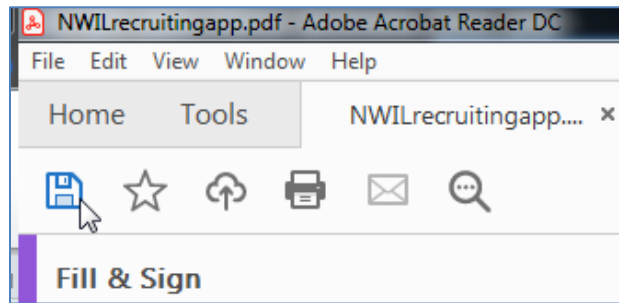 NWILrecruitingapp.pdf - Adobe Acrobat Reader DC
File Edit View Window Help
Home Tools NWILrecruitingapp.... ×
Fill & Sign